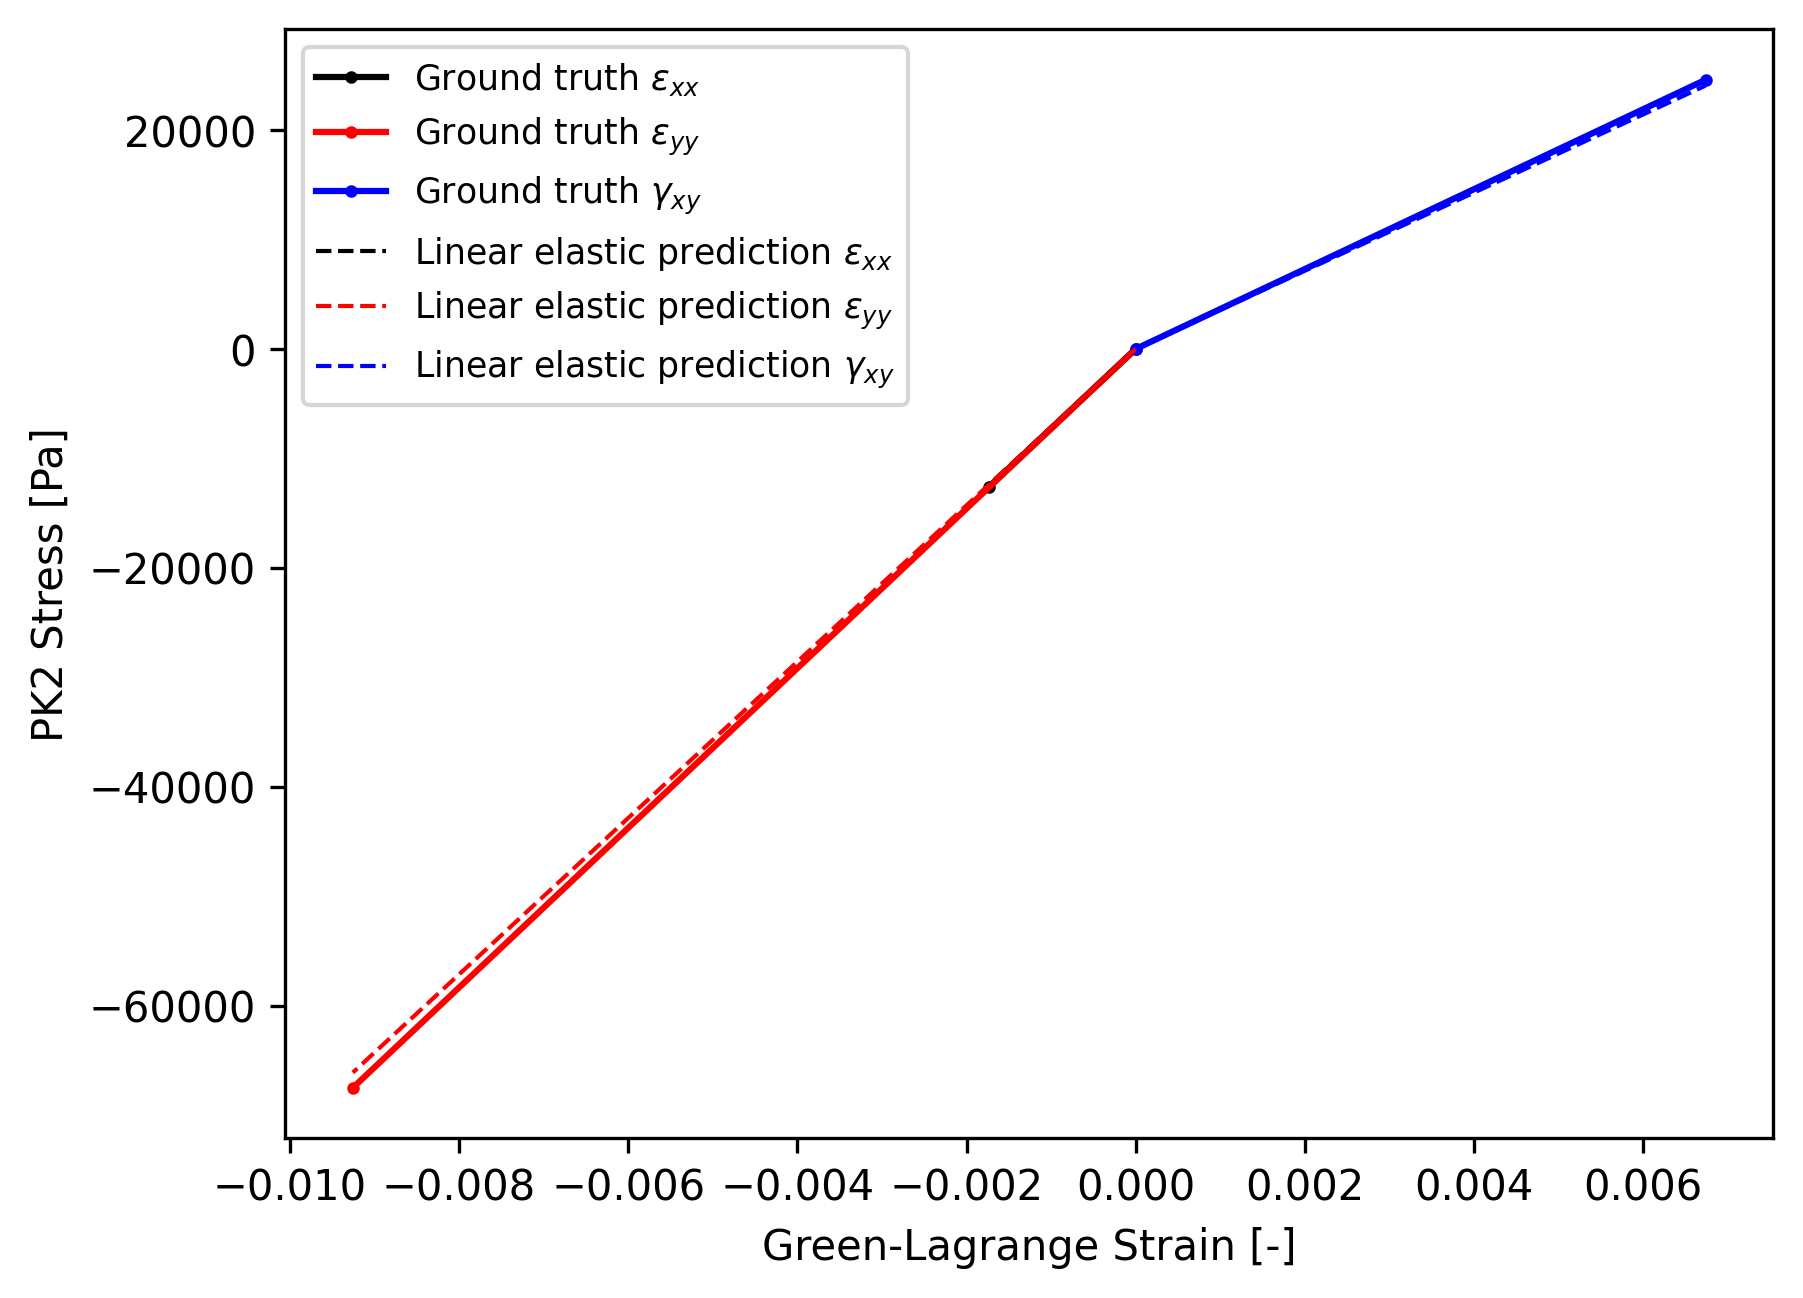 Ground truth εxx
Ground truth εyy
Ground truth γxy
Linear elastic prediction εxx
Linear elastic prediction εyy
Linear elastic prediction γxy
20000
0
−20000
−40000
−60000
PK2 Stress [Pa]
−0.010 −0.008 −0.006 −0.004 −0.002 0.000 0.002 0.004 0.006
Green-Lagrange Strain [-]